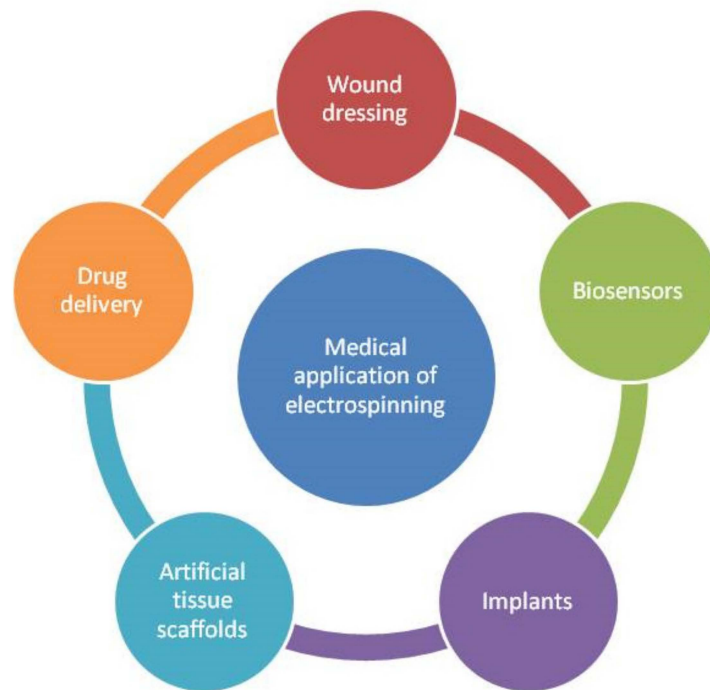 Wound
dressing
Biosensors
Implants
Artificial
tissue
scaffolds
Drug
delivery
Medical
application of
electrospinning